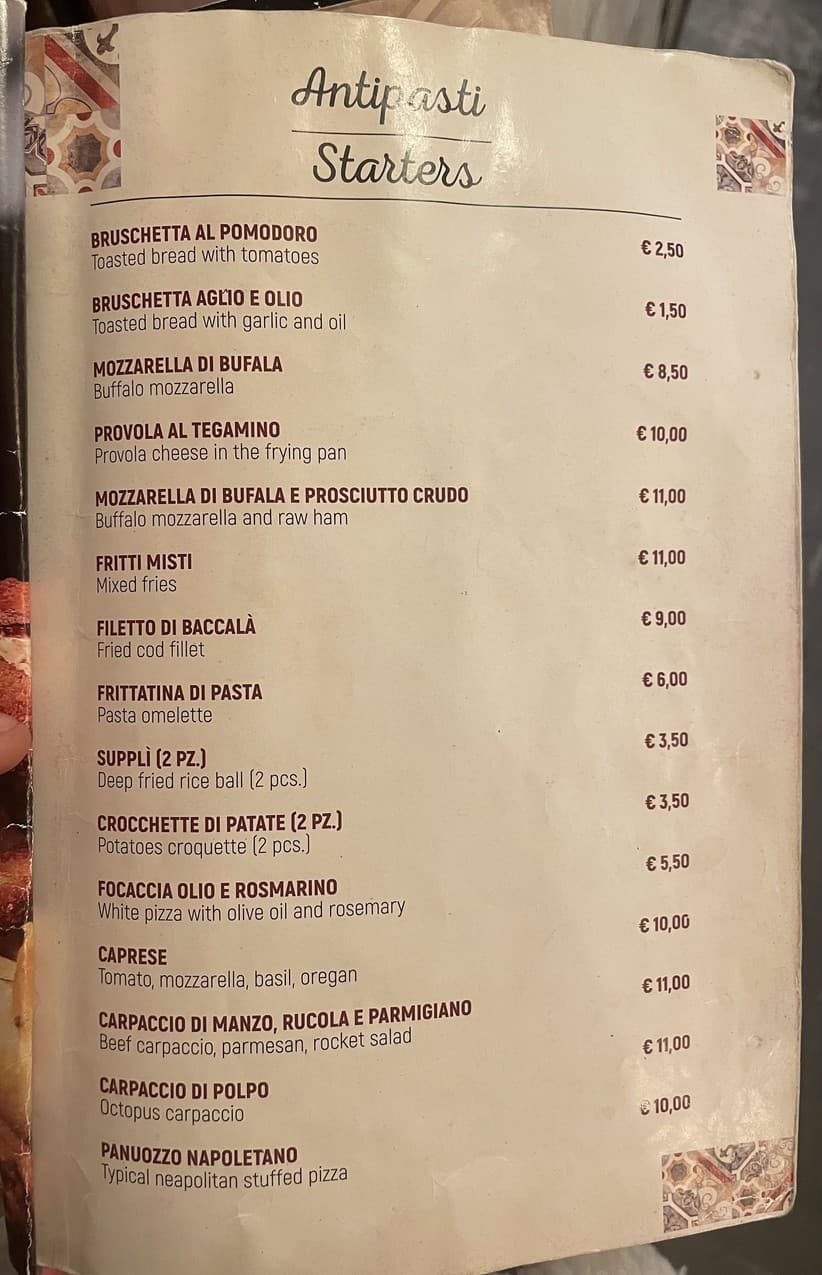 Antipasti
Starters
BRUSCHETTA AL POMODORO € 2,50
Toasted bread with tomatoes
BRUSCHETTA AGLIO E OLIO € 1,50
Toasted bread with garlic and oil
MOZZARELLA DI BUFALA € 8,50
Buffalo mozzarella
PROVOLA AL TEGAMINO € 10,00
Provola cheese in the frying pan
MOZZARELLA DI BUFALA E PROSCIUTTO CRUDO € 11,00
Buffalo mozzarella and raw ham
FRITTI MISTI € 11,00
Mixed fries
FILETTO DI BACCALÀ € 9,00
Fried cod fillet
FRITTATINA DI PASTA € 6,00
Pasta omelette
SUPPLÌ (2 PZ.) € 3,50
Deep fried rice ball (2 pcs.)
CROCCHETTE DI PATATE (2 PZ.) € 3,50
Potatoes croquette (2 pcs.)
FOCACCIA OLIO E ROSMARINO € 5,50
White pizza with olive oil and rosemary
CAPRESE € 10,00
Tomato, mozzarella, basil, oregan
CARPACCIO DI MANZO, RUCOLA E PARMIGIANO € 11,00
Beef carpaccio, parmesan, rocket salad
CARPACCIO DI POLPO € 11,00
Octopus carpaccio
PANUOZZO NAPOLETANO € 10,00
Typical neapolitan stuffed pizza